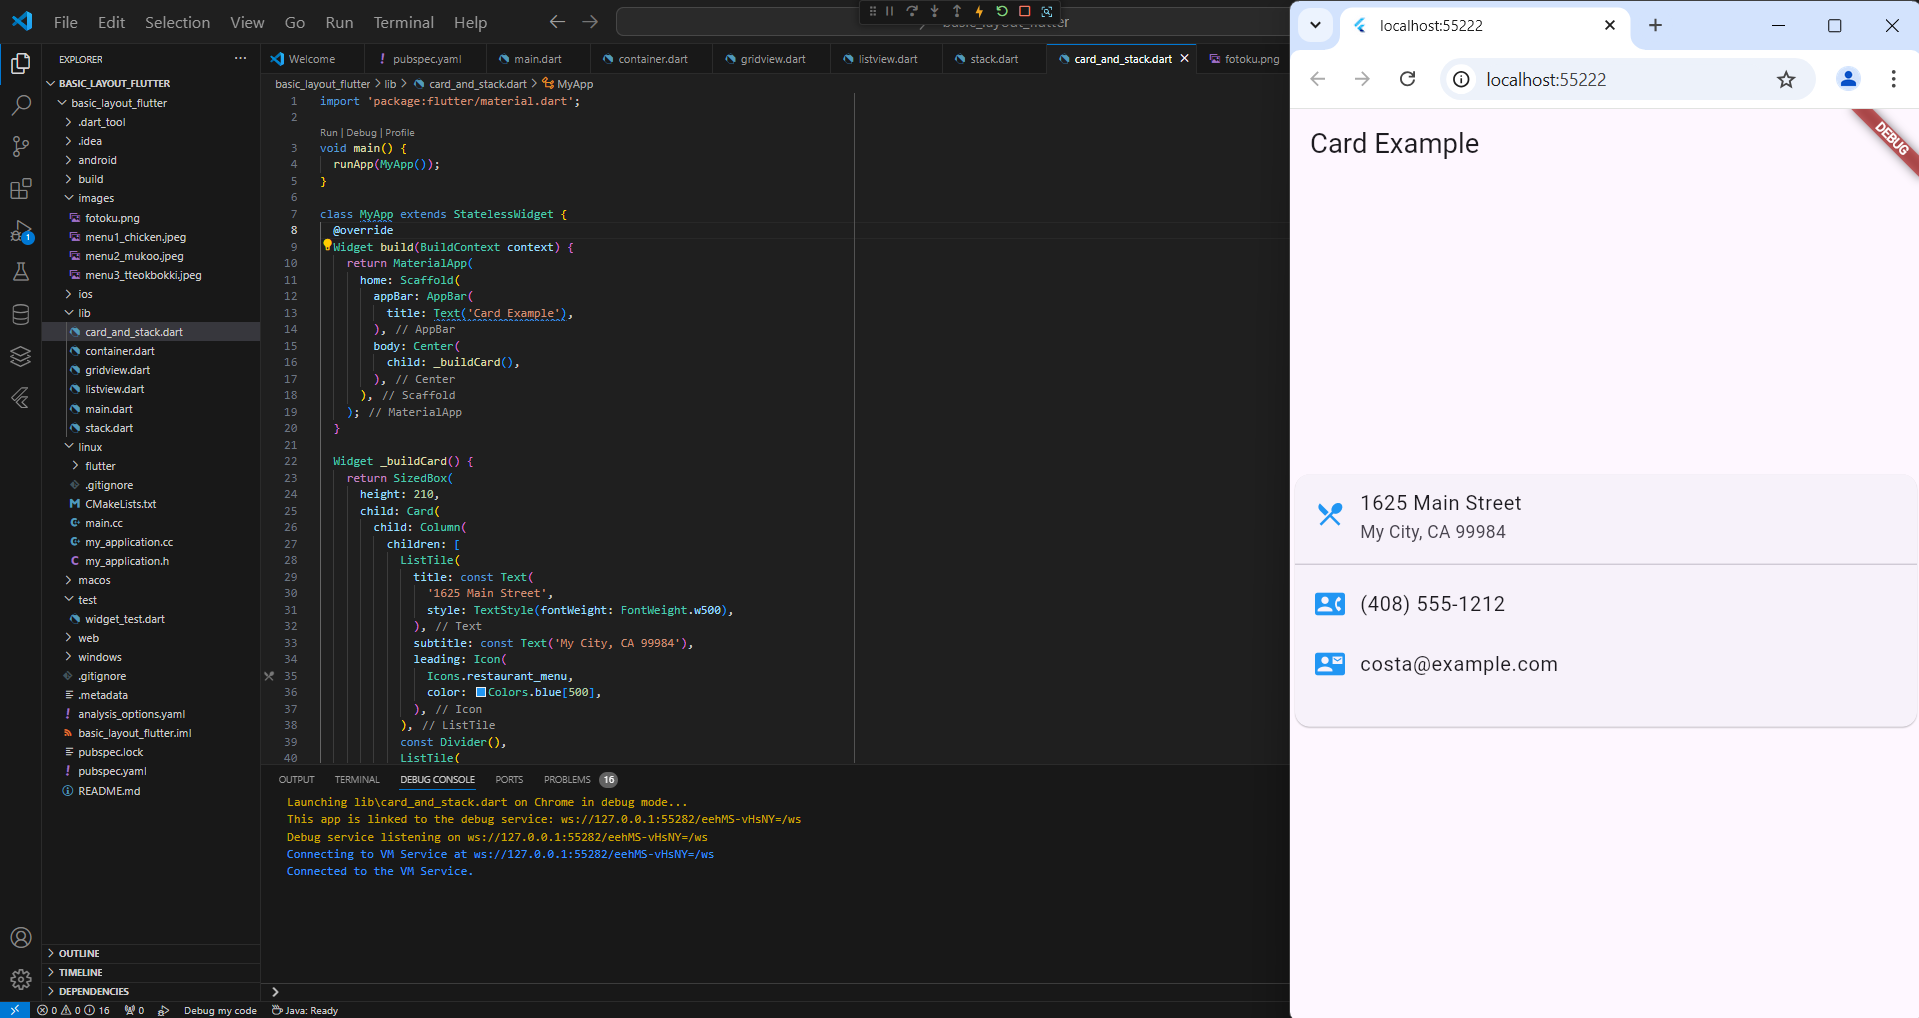 File Edit Selection View Go Run Terminal Help
EXPLORER
BASIC_LAYOUT_FLUTTER
basic_layout_flutter
.dart_tool
.idea
android
build
images
fotoku.png
menu1_chicken.jpeg
menu2_mukoo.jpeg
menu3_tteokbokki.jpeg
ios
lib
card_and_stack.dart
container.dart
gridview.dart
listview.dart
main.dart
stack.dart
linux
flutter
.gitignore
CMakeLists.txt
main.cc
my_application.cc
my_application.h
macos
test
widget_test.dart
web
windows
.gitignore
.metadata
analysis_options.yaml
basic_layout_flutter.iml
pubspec.lock
pubspec.yaml
README.md
OUTLINE
TIMELINE
DEPENDENCIES
1
Welcome pubspec.yaml main.dart container.dart gridview.dart listview.dart stack.dart card_and_stack.dart fotoku.png
basic_layout_flutter > lib > card_and_stack.dart > MyApp
1 import 'package:flutter/material.dart';
2
Run | Debug | Profile
3 void main() {
4 runApp(MyApp());
5 }
6
7 class MyApp extends StatelessWidget {
8 @override
9 Widget build(BuildContext context) {
10 return MaterialApp(
11 home: Scaffold(
12 appBar: AppBar(
13 title: Text('Card Example'),
14 ), // AppBar
15 body: Center(
16 child: _buildCard(),
17 ), // Center
18 ), // Scaffold
19 ); // MaterialApp
20 }
21
22 Widget _buildCard() {
23 return SizedBox(
24 height: 210,
25 child: Card(
26 child: Column(
27 children: [
28 ListTile(
29 title: const Text(
30 '1625 Main Street',
31 style: TextStyle(fontWeight: FontWeight.w500),
32 ), // Text
33 subtitle: const Text('My City, CA 99984'),
34 leading: Icon(
35 Icons.restaurant_menu,
36 color: Colors.blue[500],
37 ), // Icon
38 ), // ListTile
39 const Divider(),
40 ListTile(
OUTPUT TERMINAL DEBUG CONSOLE PORTS PROBLEMS 16
Launching lib\card_and_stack.dart on Chrome in debug mode...
This app is linked to the debug service: ws://127.0.0.1:55282/eehMS-vHsNY=/ws
Debug service listening on ws://127.0.0.1:55282/eehMS-vHsNY=/ws
Connecting to VM Service at ws://127.0.0.1:55282/eehMS-vHsNY=/ws
Connected to the VM Service.
0 0 16 0 Debug my code Java: Ready
localhost:55222
localhost:55222
Card Example
DEBUG
1625 Main Street
My City, CA 99984
(408) 555-1212
costa@example.com